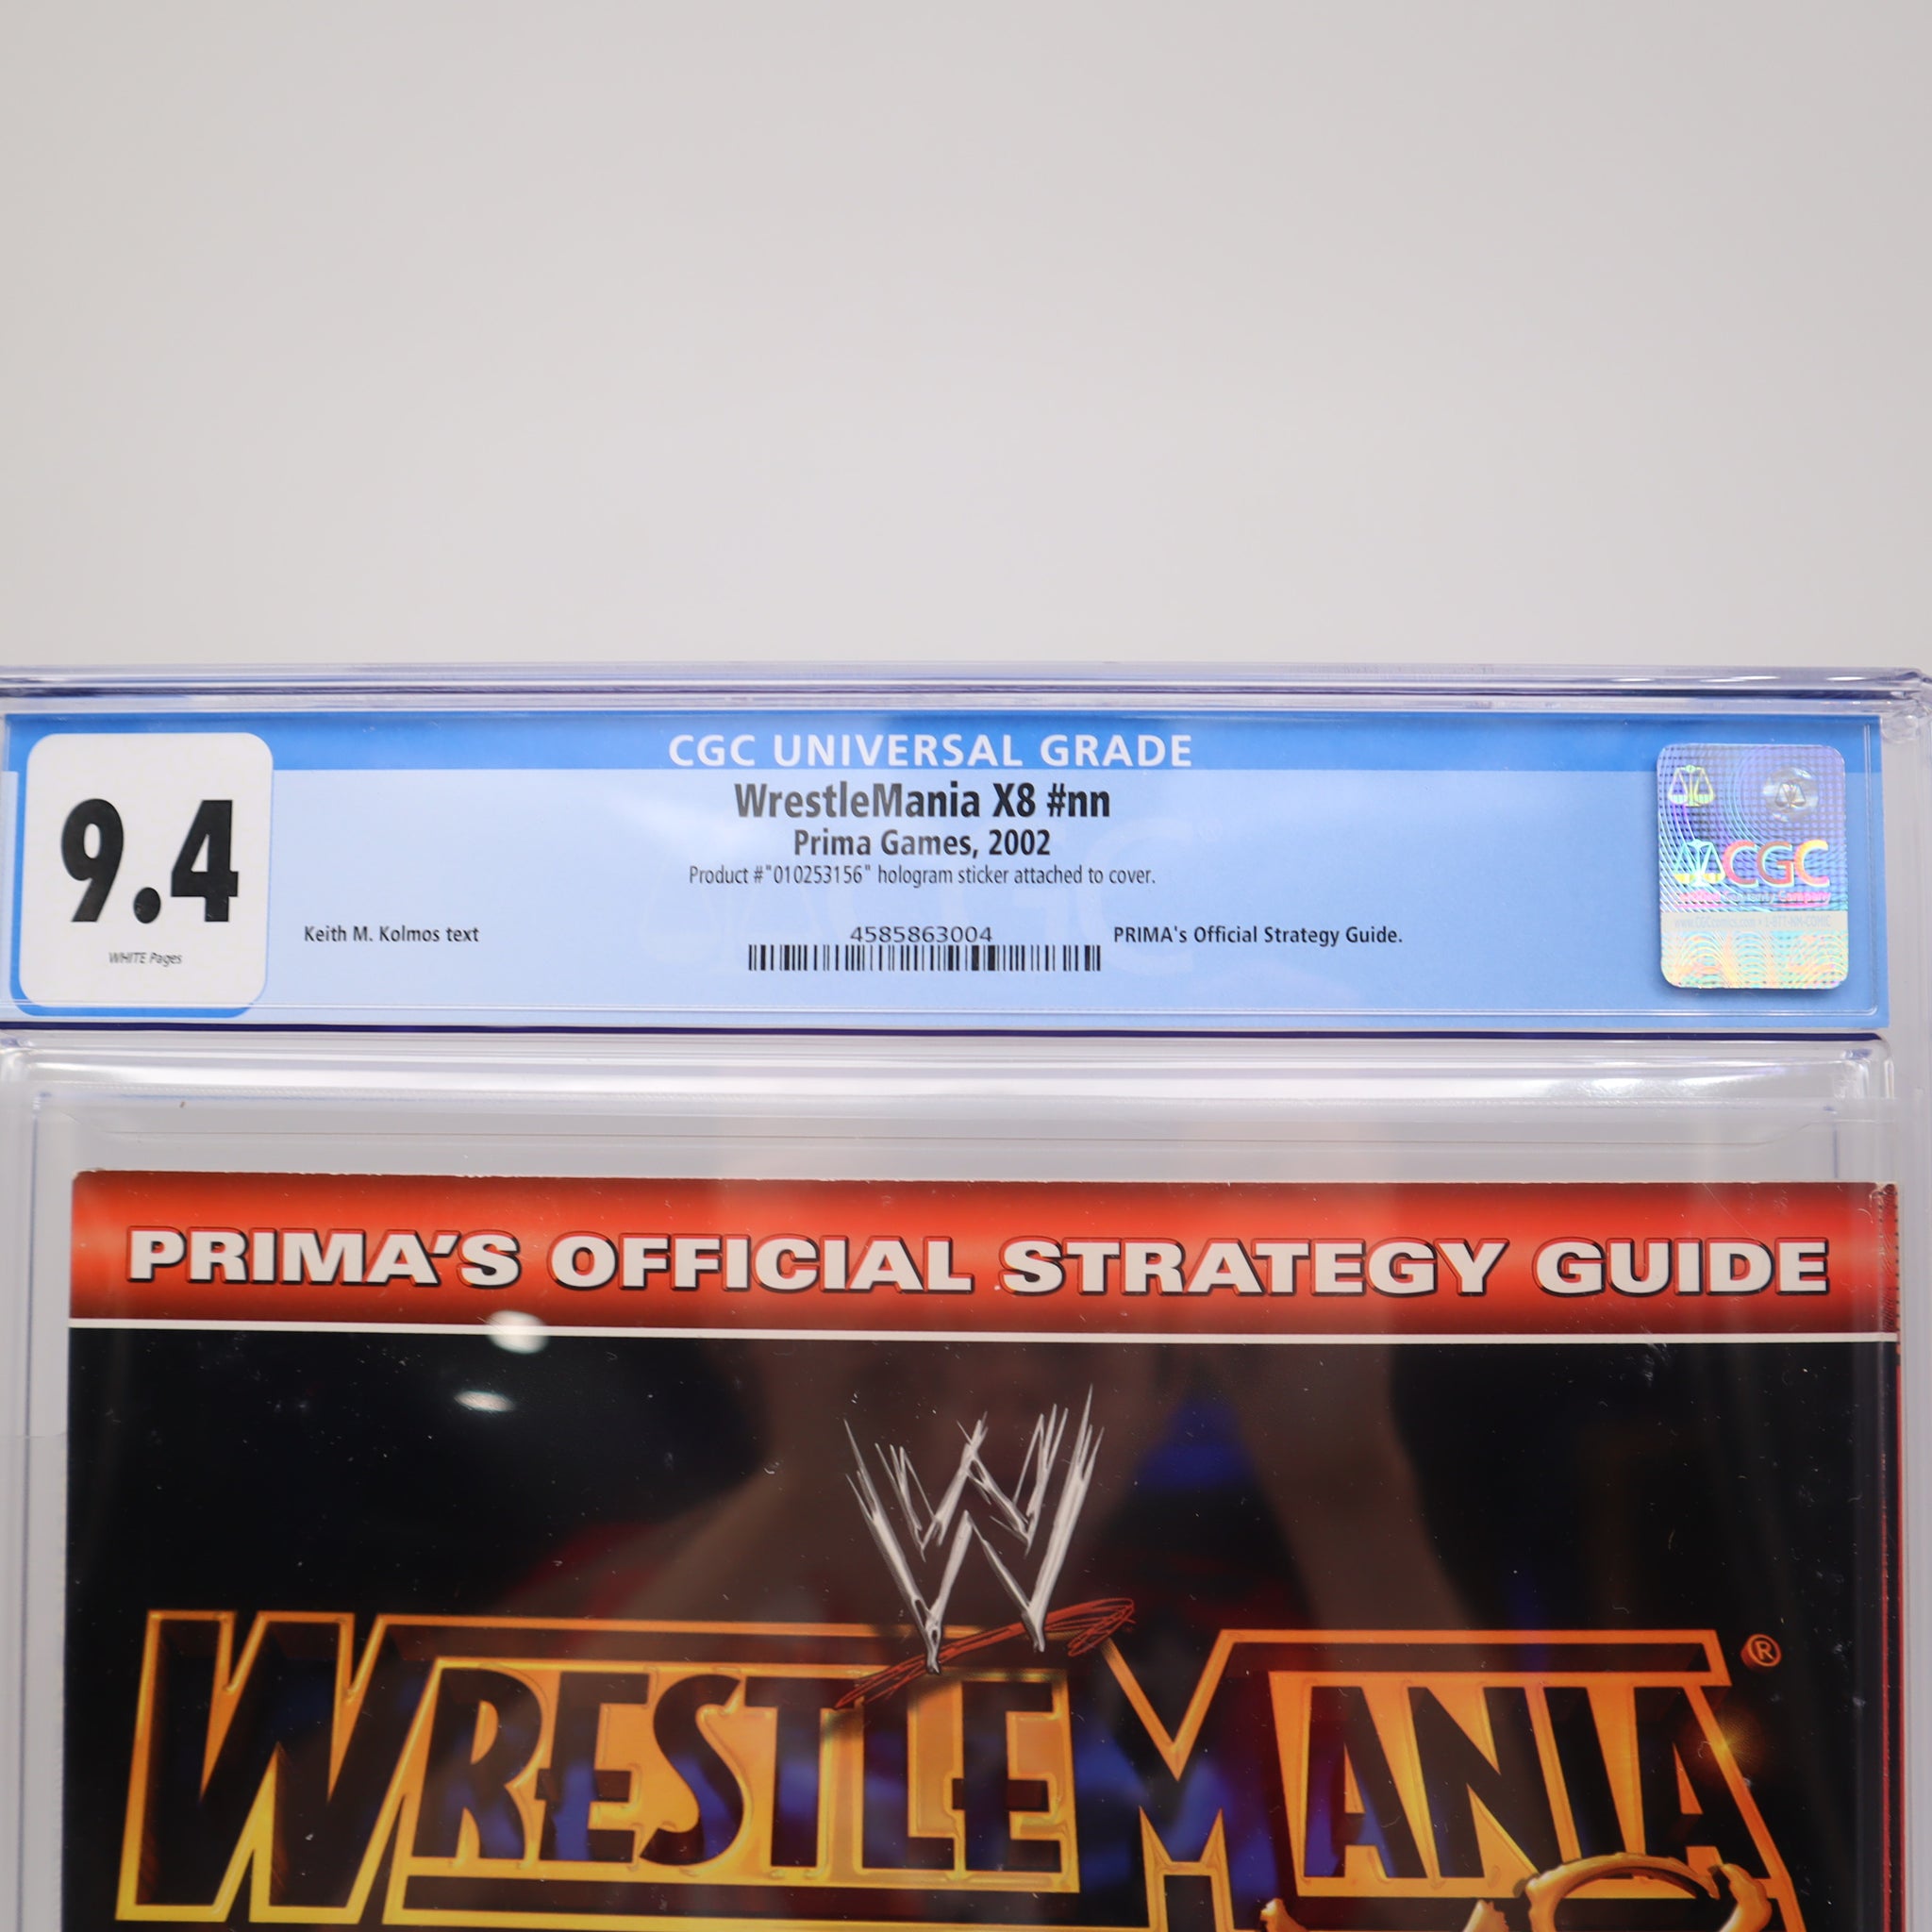 CGC UNIVERSAL GRADE
9.4
WHITE Pages
WrestleMania X8 #nn
Prima Games, 2002
Product #"010253156" hologram sticker attached to cover.
Keith M. Kolmos text
4585863004
PRIMA's Official Strategy Guide.
CGC
PRIMA'S OFFICIAL STRATEGY GUIDE
W
WRESTLEMANIA®